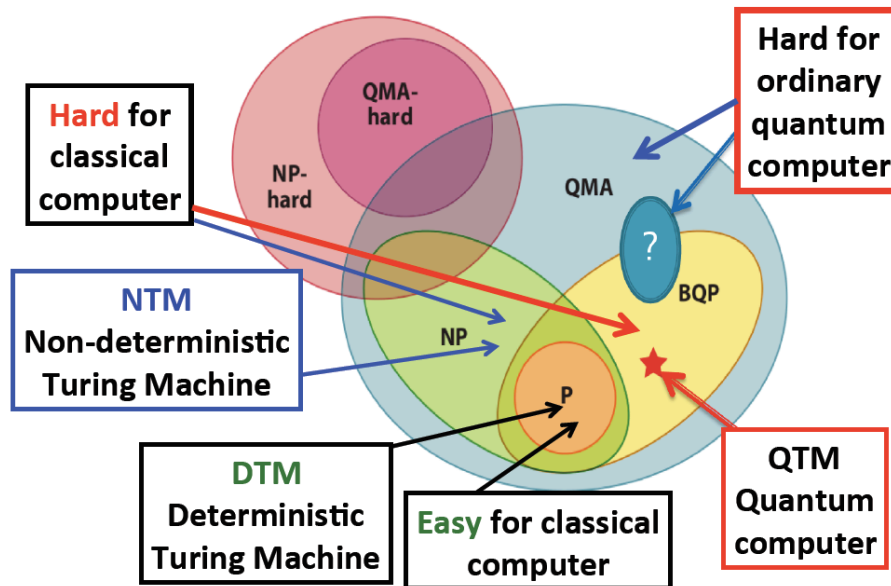 Hard for
classical
computer
QMA-
hard
NP-
hard
Hard for
ordinary
quantum
computer
QMA
?
BQP
NTM
Non-deterministic
Turing Machine
NP
P
DTM
Deterministic
Turing Machine
Easy for classical
computer
QTM
Quantum
computer